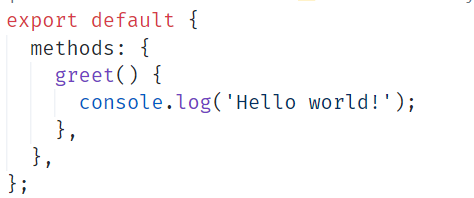 export default {
  methods: {
    greet() {
      console.log('Hello world!');
    },
  },
};